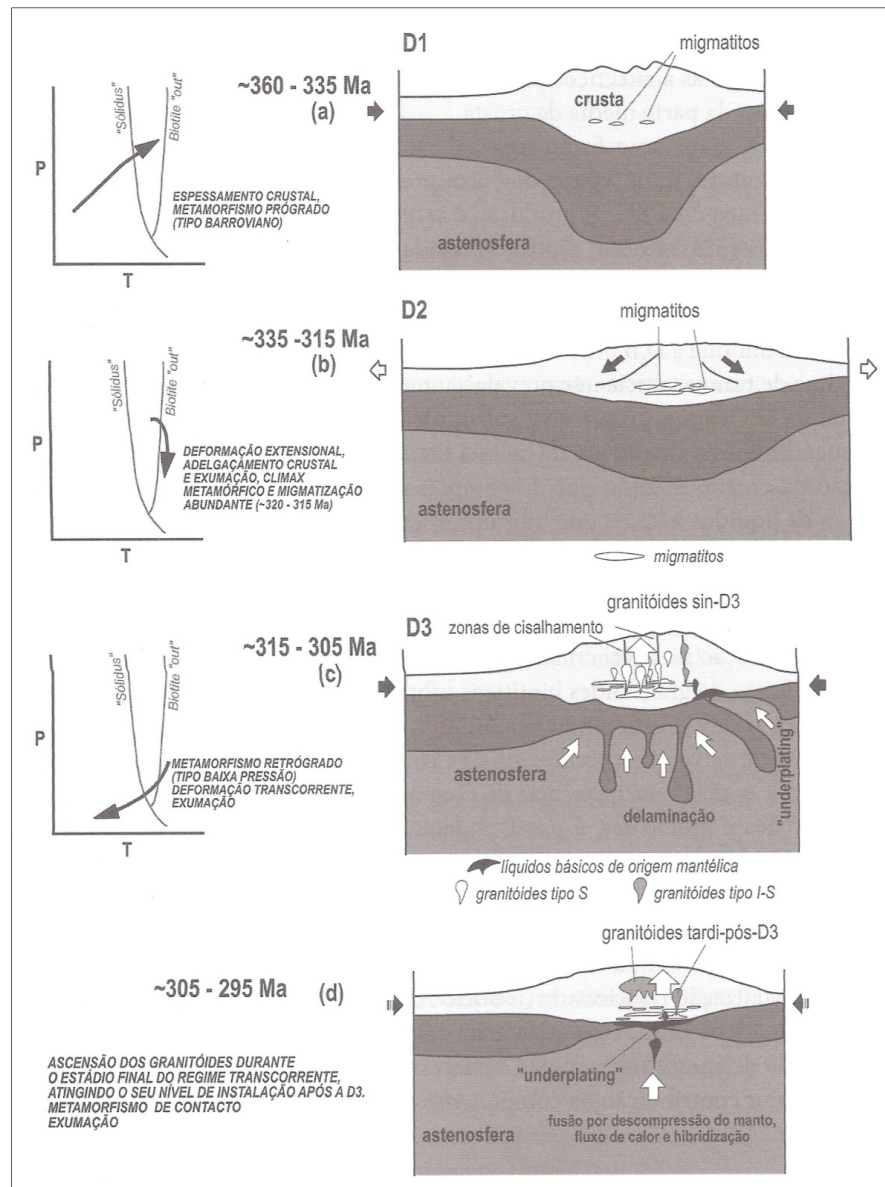 D1
migmatitos
"Sólidus"
Biotite "out"
~360 - 335 Ma
(a)
crusta
P
ESPESSAMENTO CRUSTAL,
METAMORFISMO PRÓGRADO
(TIPO BARROVIANO)
astenosfera
T
D2
migmatitos
~335 -315 Ma
(b)
"Sólidus"
Biotite "out"
P
DEFORMAÇÃO EXTENSIONAL,
ADELGAÇAMENTO CRUSTAL
E EXUMAÇÃO, CLIMAX
METAMÓRFICO E MIGMATIZAÇÃO
ABUNDANTE (~320 - 315 Ma)
astenosfera
T
migmatitos
granitóides sin-D3
D3
zonas de cisalhamento
~315 - 305 Ma
(c)
"Sólidus"
Biotite "out"
P
METAMORFISMO RETRÓGRADO
(TIPO BAIXA PRESSÃO)
DEFORMAÇÃO TRANSCORRENTE,
EXUMAÇÃO
astenosfera
"underplating"
delaminação
T
líquidos básicos de origem mantélica
granitóides tipo S
granitóides tipo I-S
granitóides tardi-pós-D3
~305 - 295 Ma
(d)
"underplating"
ASCENSÃO DOS GRANITÓIDES DURANTE
O ESTÁDIO FINAL DO REGIME TRANSCORRENTE,
ATINGINDO O SEU NÍVEL DE INSTALAÇÃO APÓS A D3.
METAMORFISMO DE CONTACTO
EXUMAÇÃO
astenosfera
fusão por descompressão do manto,
fluxo de calor e hibridização